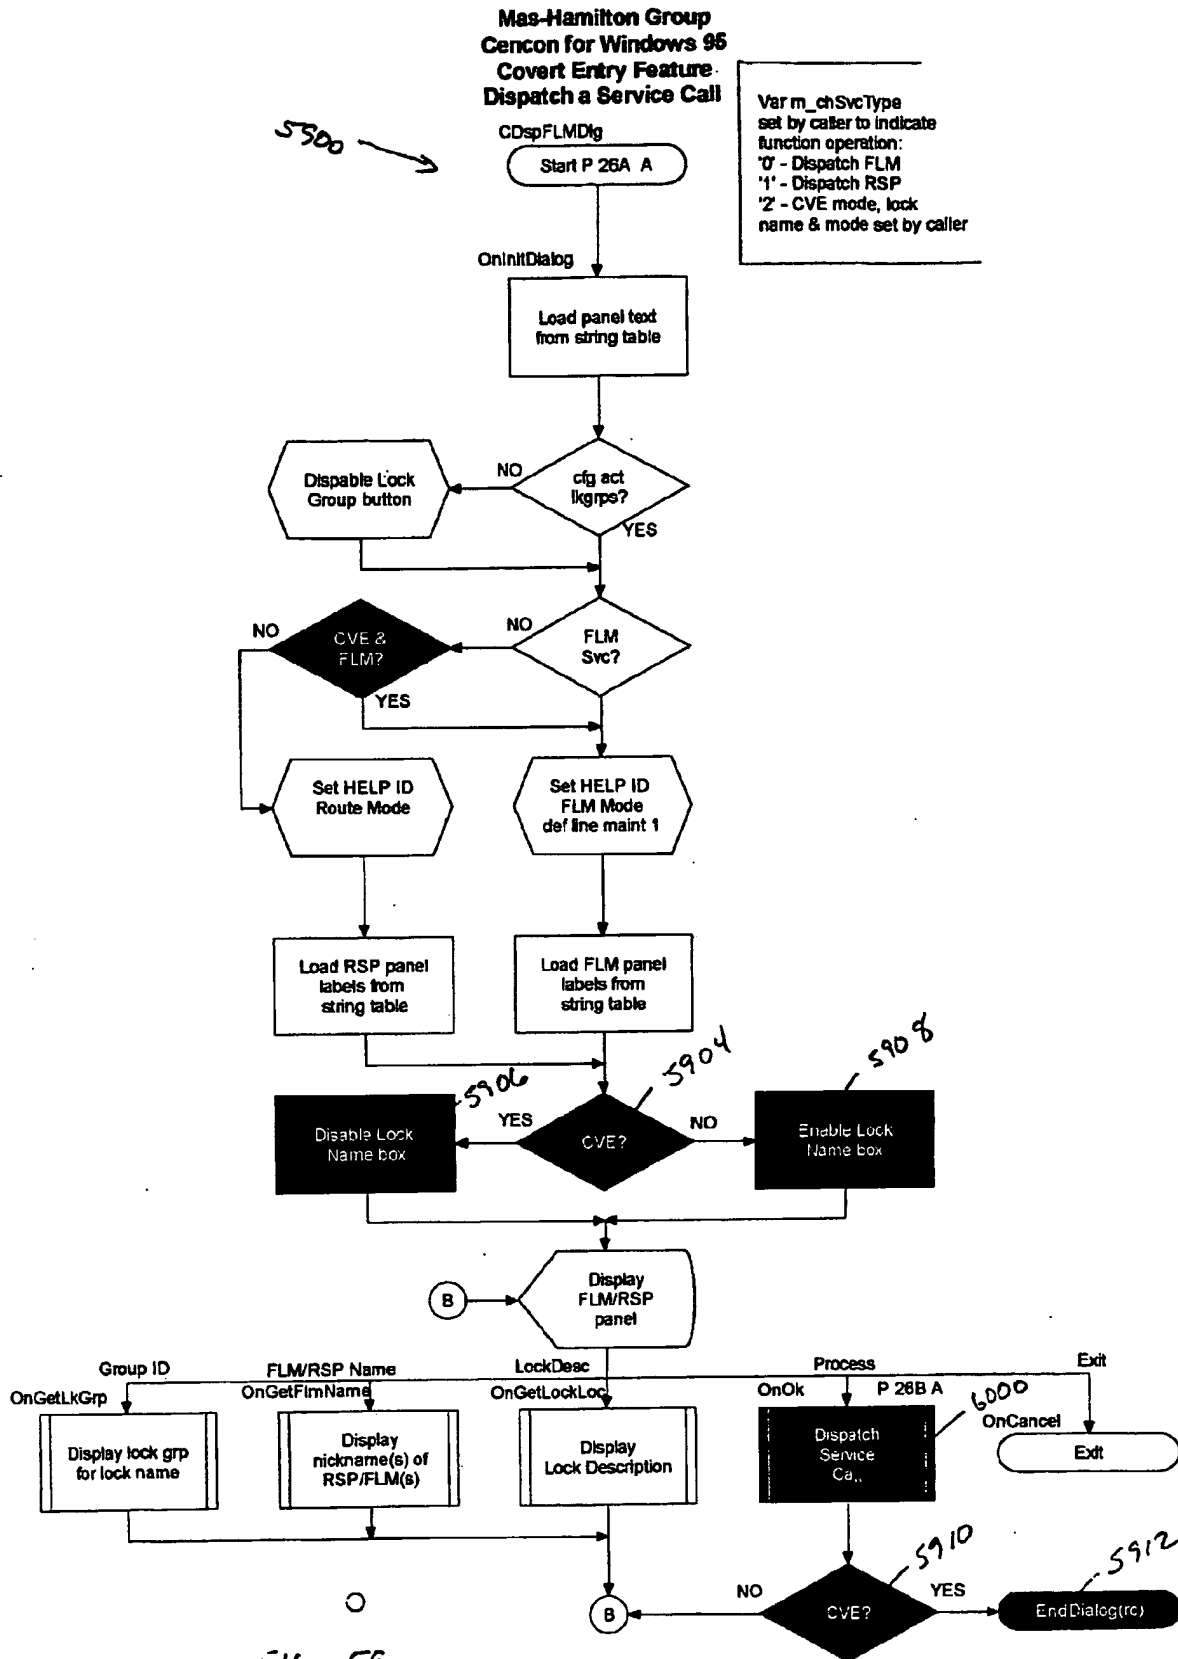 Mas-Hamilton Group
Cencon for Windows 95
Covert Entry Feature
Dispatch a Service Call
Var m_chSvcType
set by caller to indicate
function operation:
'0' - Dispatch FLM
'1' - Dispatch RSP
'2' - CVE mode, lock
name & mode set by caller
5900
CDspFLMDlg
Start P 26A A
OnInitDialog
Load panel text
from string table
cfg act
lkgrps?
NO
YES
Dispable Lock
Group button
FLM
Svc?
NO
CVE &
FLM?
NO
YES
Set HELP ID
Route Mode
Set HELP ID
FLM Mode
def line maint 1
Load RSP panel
labels from
string table
Load FLM panel
labels from
string table
5906
5904
5908
Disable Lock
Name box
YES
CVE?
NO
Enable Lock
Name box
B
Display
FLM/RSP
panel
Group ID
FLM/RSP Name
LockDesc
Process
Exit
OnGetLkGrp
OnGetFlmName
OnGetLockLoc
OnOk
P 26B A
6000
OnCancel
Display lock grp
for lock name
Display
nickname(s) of
RSP/FLM(s)
Display
Lock Description
Dispatch
Service
Call
Exit
5910
5912
B
NO
CVE?
YES
EndDialog(rc)